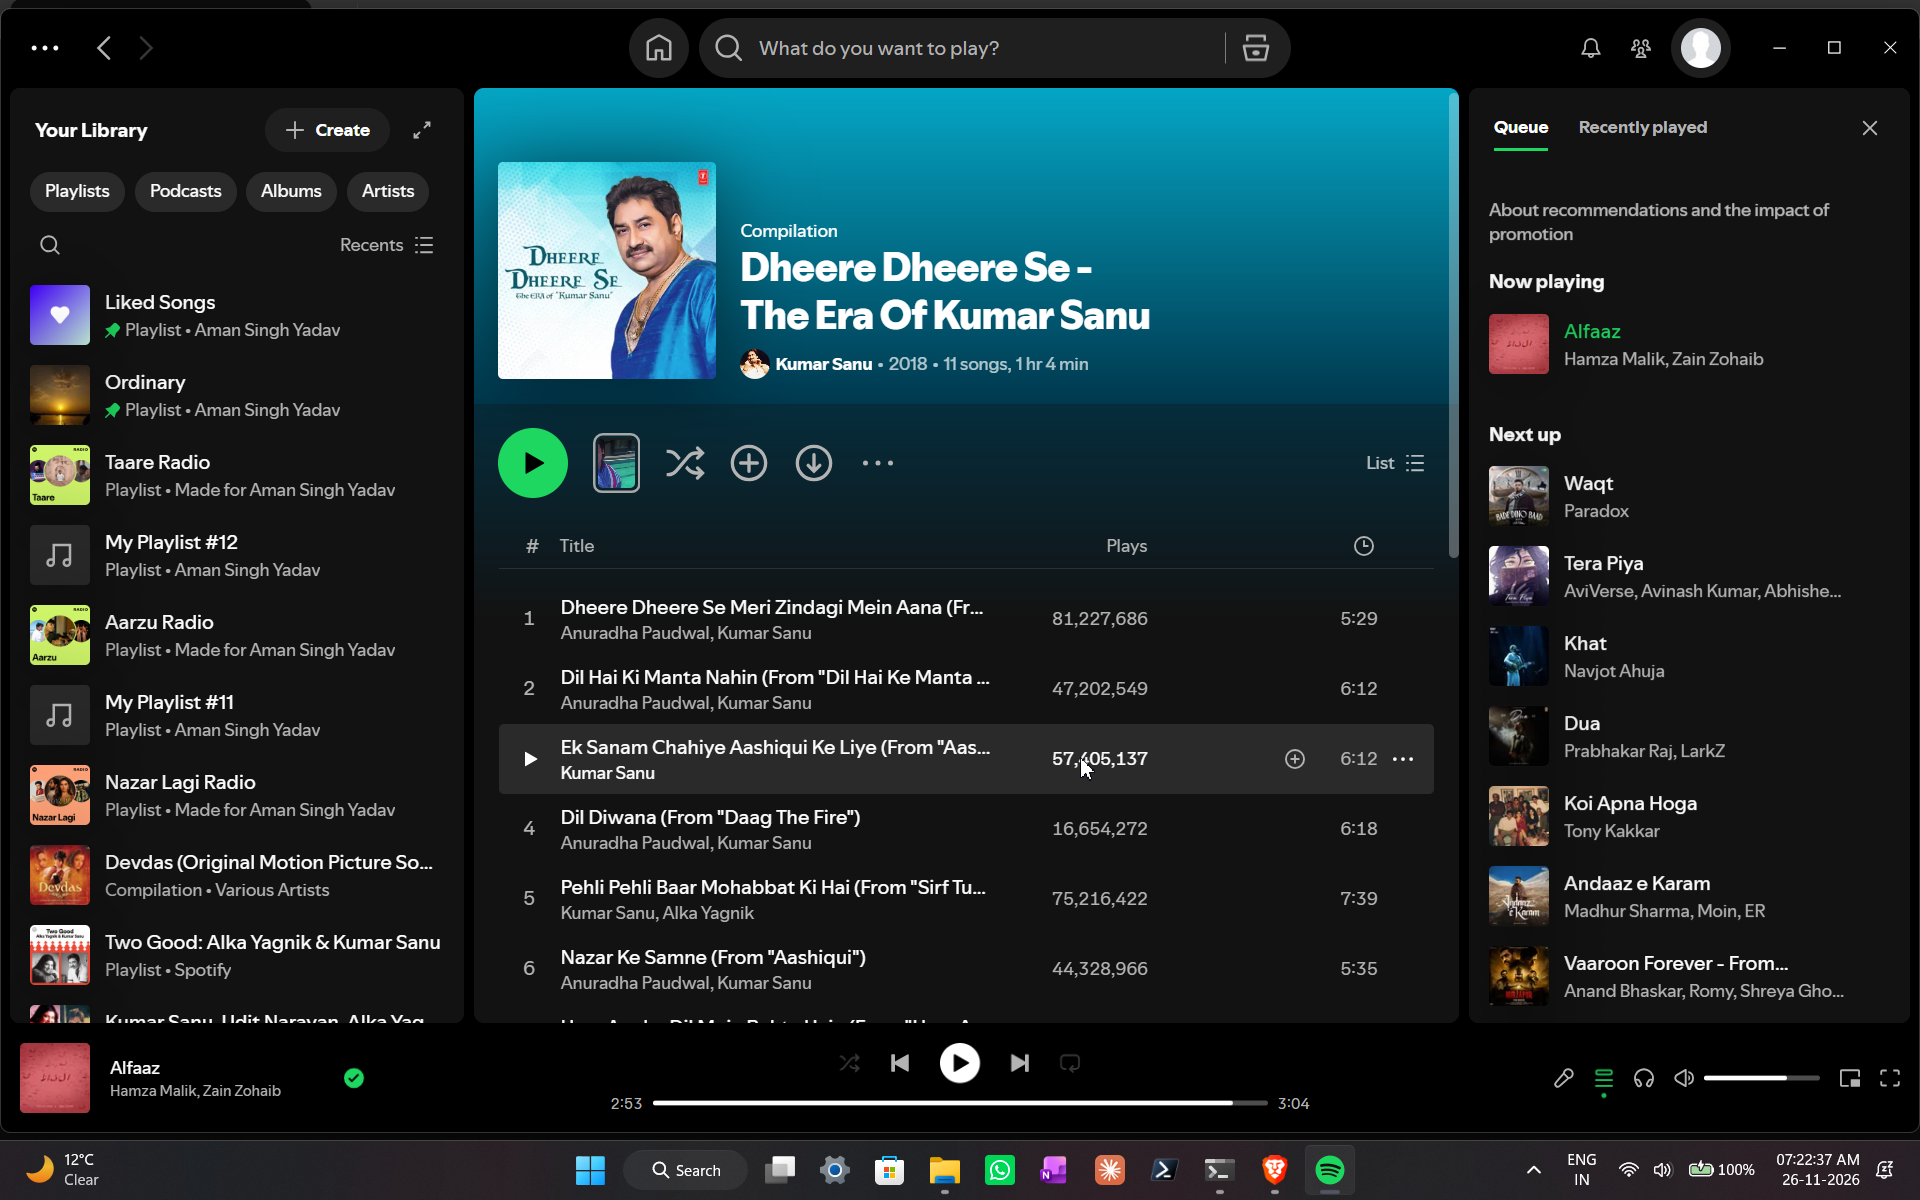 What do you want to play?
Your Library
Create
Playlists
Podcasts
Albums
Artists
Recents
Liked Songs
Playlist • Aman Singh Yadav
Ordinary
Playlist • Aman Singh Yadav
Taare
Taare Radio
Playlist • Made for Aman Singh Yadav
My Playlist #12
Playlist • Aman Singh Yadav
Aarzu
Aarzu Radio
Playlist • Made for Aman Singh Yadav
My Playlist #11
Playlist • Aman Singh Yadav
Nazar Lagi
Nazar Lagi Radio
Playlist • Made for Aman Singh Yadav
Devdas
Devdas (Original Motion Picture So...
Compilation • Various Artists
Two Good
Two Good: Alka Yagnik & Kumar Sanu
Playlist • Spotify
DHEERE
DHEERE SE
The ERA of "Kumar Sanu"
Compilation
Dheere Dheere Se -
The Era Of Kumar Sanu
Kumar Sanu • 2018 • 11 songs, 1 hr 4 min
List
# Title Plays
1 Dheere Dheere Se Meri Zindagi Mein Aana (Fr... 81,227,686 5:29
Anuradha Paudwal, Kumar Sanu
2 Dil Hai Ki Manta Nahin (From "Dil Hai Ke Manta ... 47,202,549 6:12
Anuradha Paudwal, Kumar Sanu
Ek Sanam Chahiye Aashiqui Ke Liye (From "Aas... 57,405,137 6:12
Kumar Sanu
4 Dil Diwana (From "Daag The Fire") 16,654,272 6:18
Anuradha Paudwal, Kumar Sanu
5 Pehli Pehli Baar Mohabbat Ki Hai (From "Sirf Tu... 75,216,422 7:39
Kumar Sanu, Alka Yagnik
6 Nazar Ke Samne (From "Aashiqui") 44,328,966 5:35
Anuradha Paudwal, Kumar Sanu
Queue
Recently played
About recommendations and the impact of
promotion
Now playing
Alfaaz
Hamza Malik, Zain Zohaib
Next up
Waqt
Paradox
Tera Piya
AviVerse, Avinash Kumar, Abhishe...
Khat
Navjot Ahuja
Dua
Prabhakar Raj, LarkZ
Koi Apna Hoga
Tony Kakkar
Andaaz e Karam
Madhur Sharma, Moin, ER
Vaaroon Forever - From...
Anand Bhaskar, Romy, Shreya Gho...
Alfaaz
Hamza Malik, Zain Zohaib
2:53
3:04
12°C
Clear
Search
ENG
IN
100%
07:22:37 AM
26-11-2026